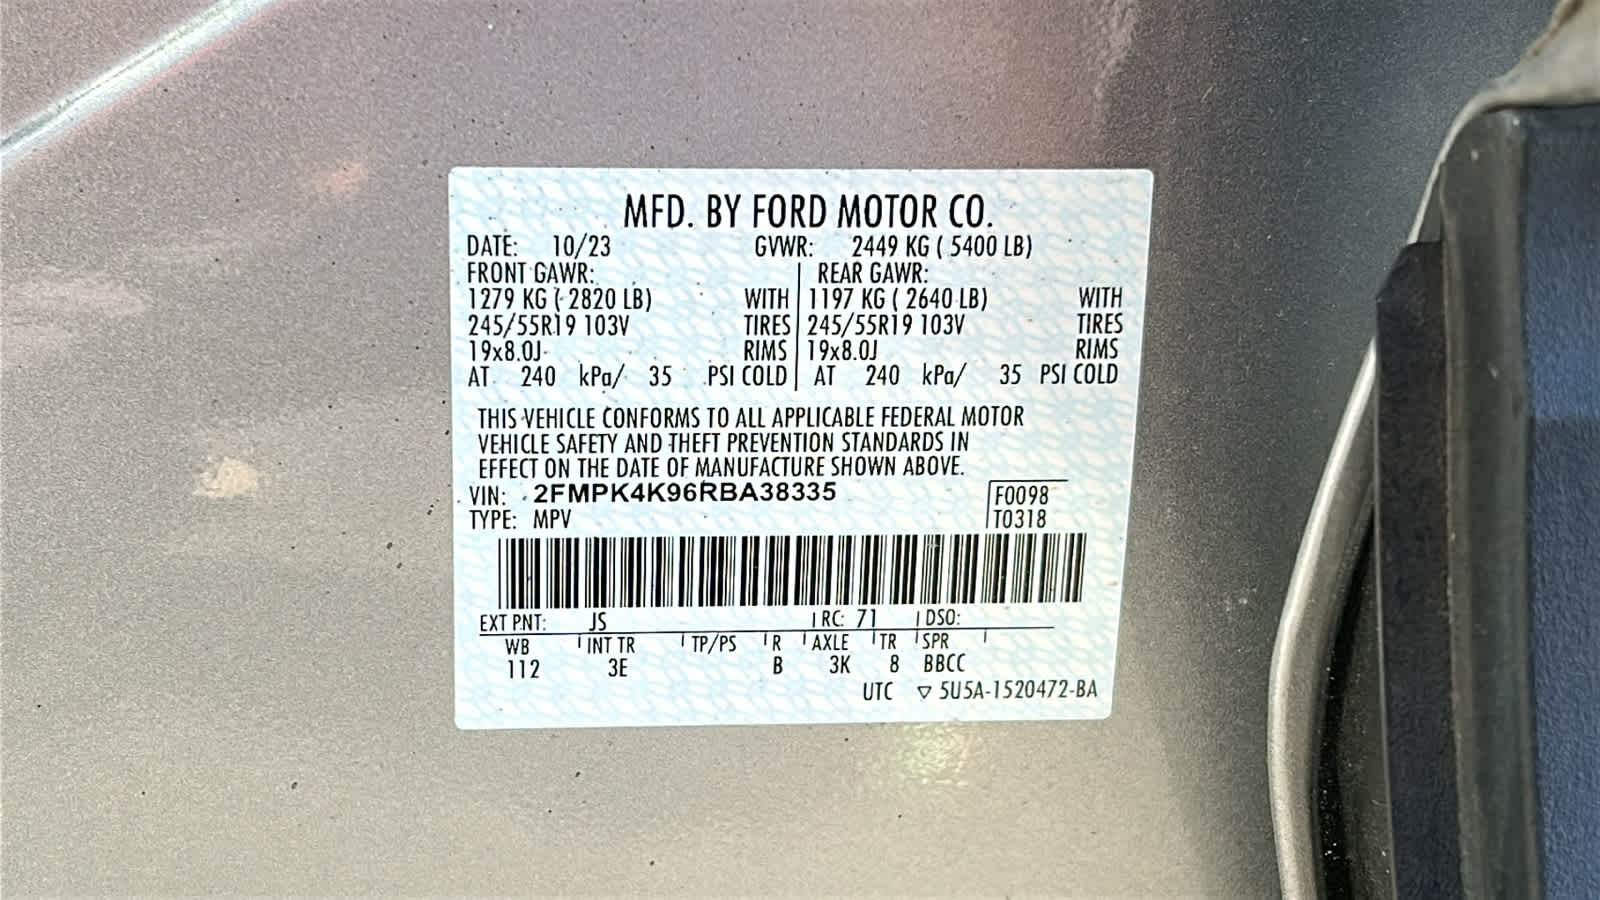 MFD. BY FORD MOTOR CO.
DATE: 10/23 GVWR: 2449 KG ( 5400 LB)
FRONT GAWR: REAR GAWR:
1279 KG ( 2820 LB) WITH 1197 KG ( 2640 LB) WITH
245/55R19 103V TIRES 245/55R19 103V TIRES
19x8.0J RIMS 19x8.0J RIMS
AT 240 kPa/ 35 PSI COLD AT 240 kPa/ 35 PSI COLD
THIS VEHICLE CONFORMS TO ALL APPLICABLE FEDERAL MOTOR
VEHICLE SAFETY AND THEFT PREVENTION STANDARDS IN
EFFECT ON THE DATE OF MANUFACTURE SHOWN ABOVE.
VIN: 2FMPK4K96RBA38335 F0098
TYPE: MPV T0318
EXT PNT: JS RC: 71 DSO:
WB INT TR TP/PS R AXLE TR SPR
112 3E B 3K 8 BBCC
UTC ▽ 5U5A-1520472-BA